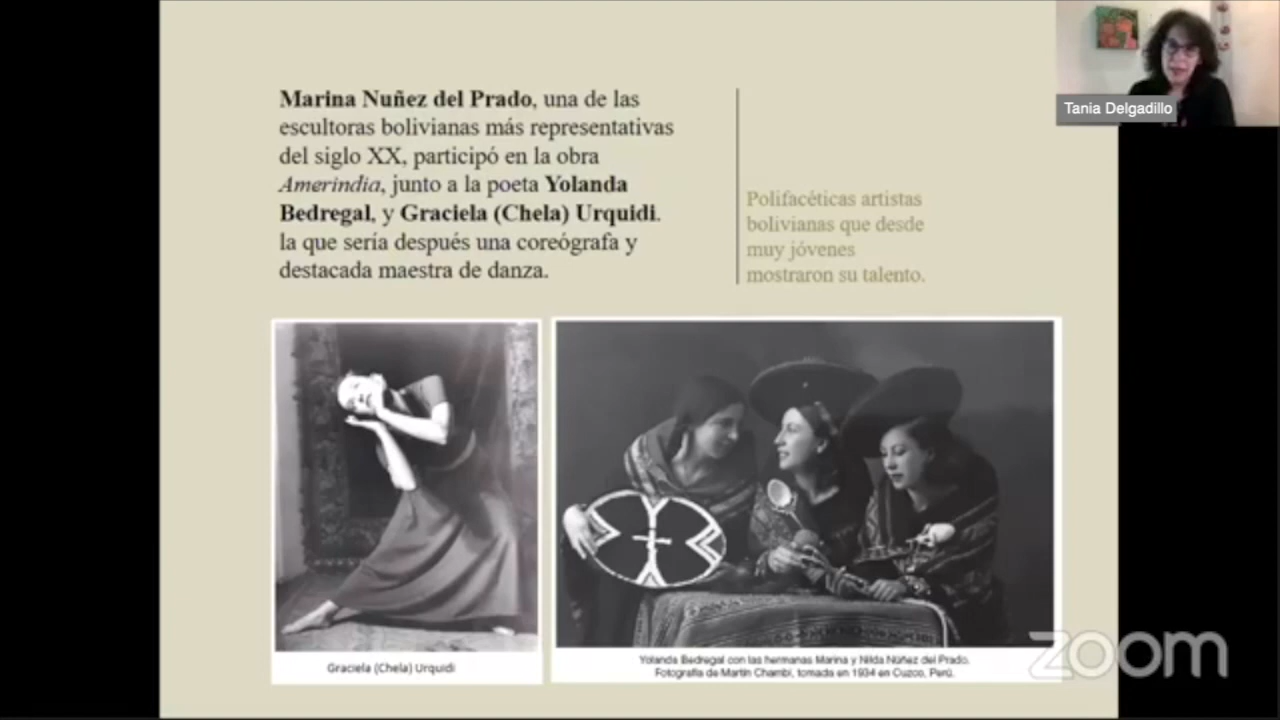 Marina Nuñez del Prado, una de las
escultoras bolivianas más representativas
del siglo XX, participó en la obra
Amerindia, junto a la poeta Yolanda
Bedregal, y Graciela (Chela) Urquidi.
la que sería después una coreógrafa y
destacada maestra de danza.
Polifacéticas artistas
bolivianas que desde
muy jóvenes
mostraron su talento.
Tania Delgadillo
Graciela (Chela) Urquidi
Yolanda Bedregal con las hermanas Marina y Nilda Núñez del Prado.
Fotografía de Martín Chambi, tomada en 1934 en Cuzco, Perú.
zoom